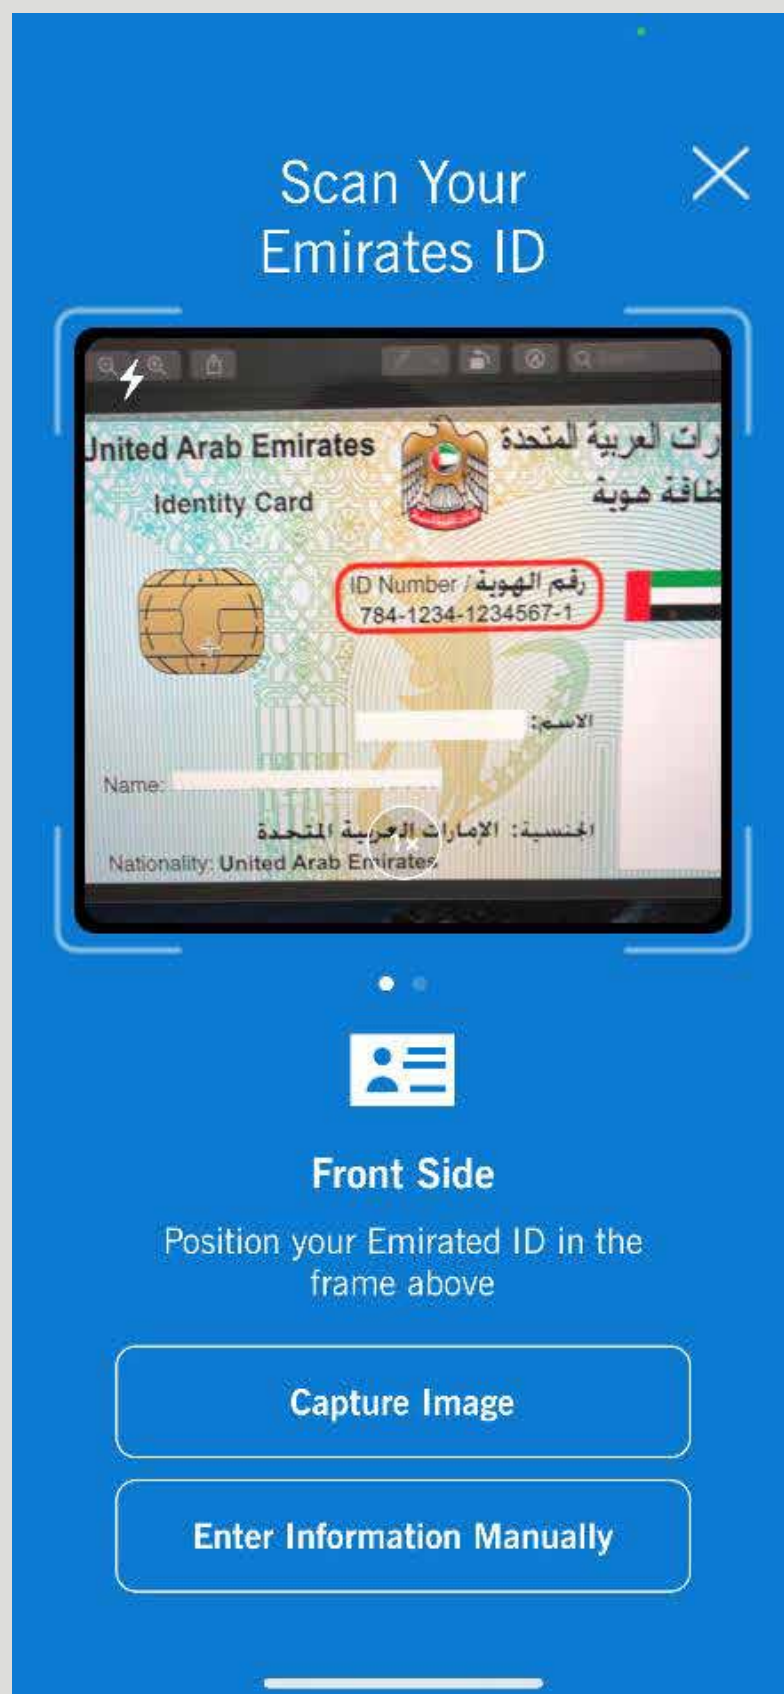 Scan Your
Emirates ID
United Arab Emirates
رات العربية المتحدة
Identity Card
طاقة هوية
ID Number / رقم الهوية
784-1234-1234567-1
الاسم:
Name:
الجنسية: الإمارات العربية المتحدة
1x
Nationality: United Arab Emirates
Front Side
Position your Emirated ID in the
frame above
Capture Image
Enter Information Manually